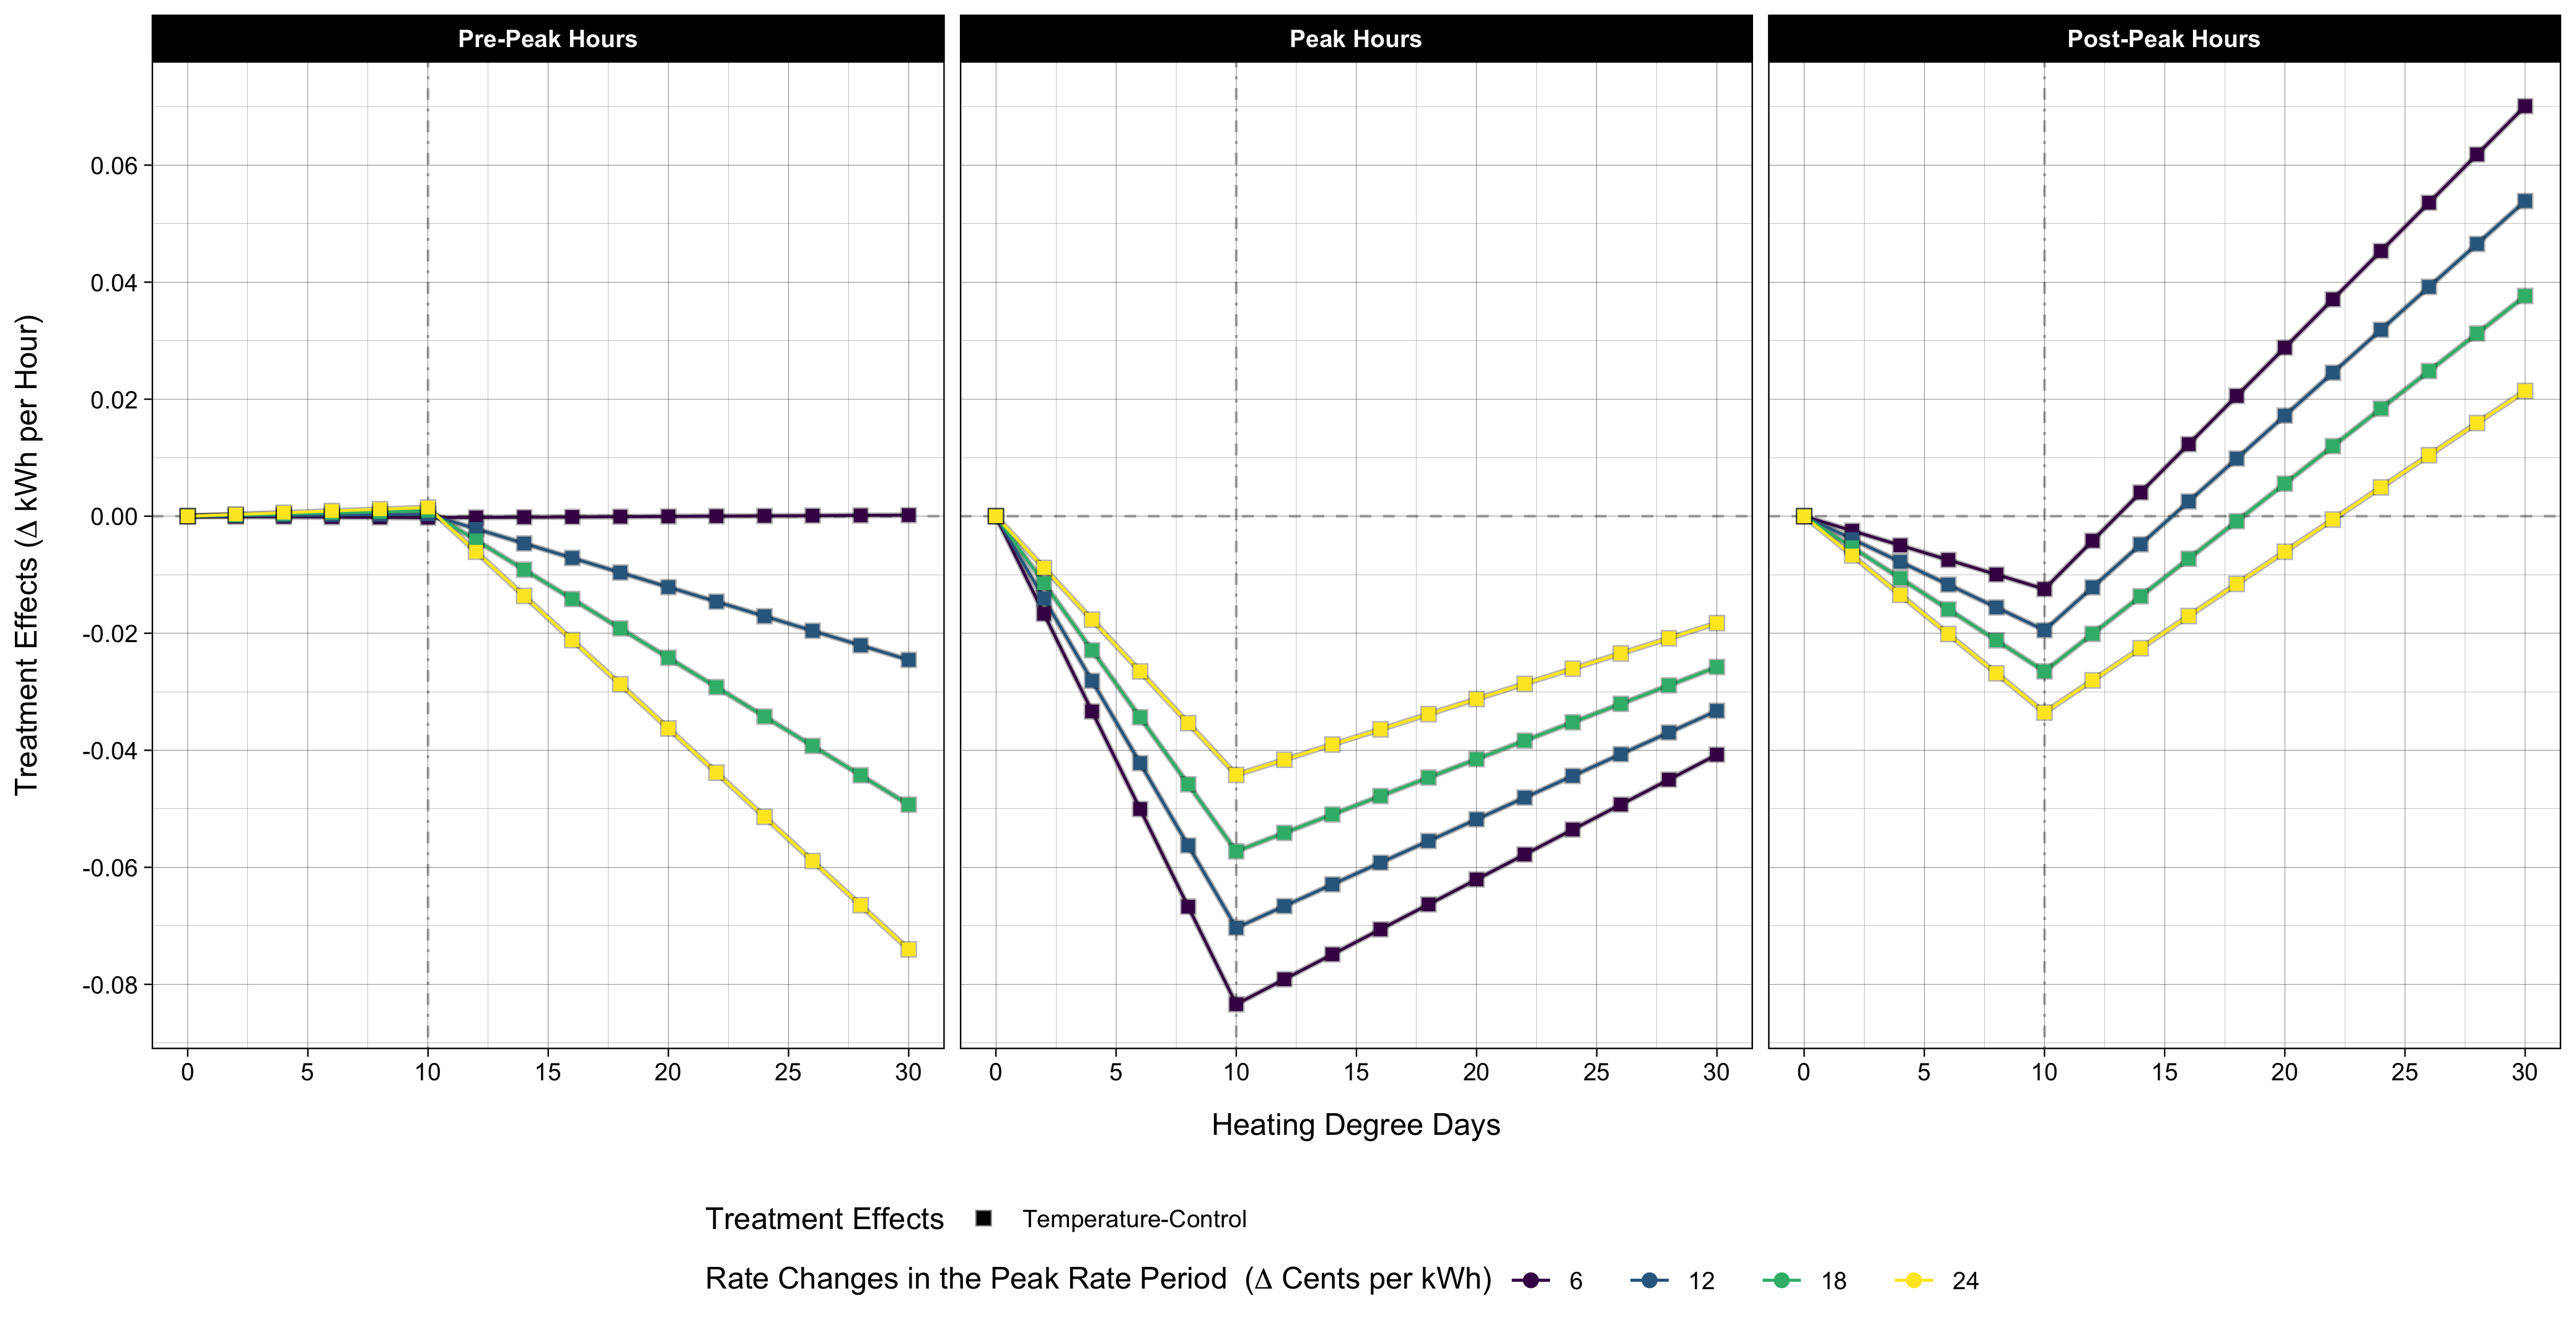 Pre-Peak Hours Peak Hours Post-Peak Hours
Treatment Effects (Δ kWh per Hour)
0.06
0.04
0.02
0.00
-0.02
-0.04
-0.06
-0.08
0 5 10 15 20 25 30 0 5 10 15 20 25 30 0 5 10 15 20 25 30
Heating Degree Days
Treatment Effects Temperature-Control
Rate Changes in the Peak Rate Period (Δ Cents per kWh) 6 12 18 24